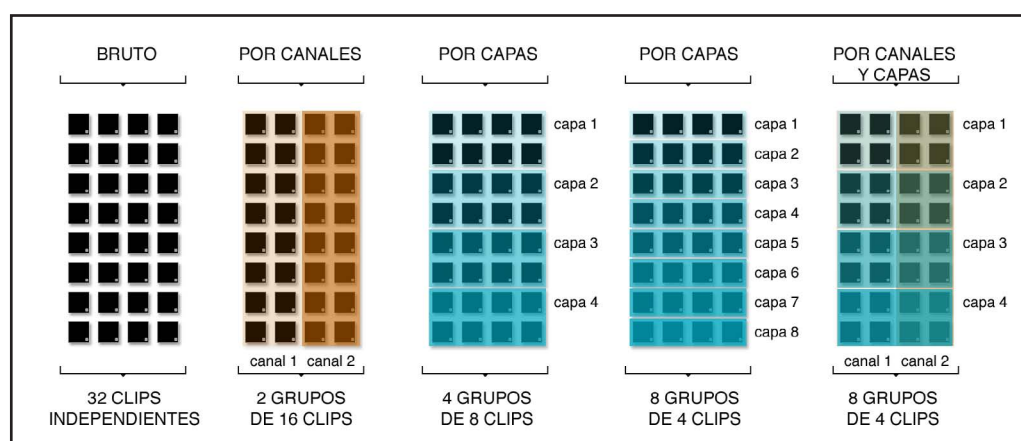 BRUTO
32 CLIPS
INDEPENDIENTES
POR CANALES
canal 1 canal 2
2 GRUPOS
DE 16 CLIPS
POR CAPAS
capa 1
capa 2
capa 3
capa 4
4 GRUPOS
DE 8 CLIPS
POR CAPAS
capa 1
capa 2
capa 3
capa 4
capa 5
capa 6
capa 7
capa 8
8 GRUPOS
DE 4 CLIPS
POR CANALES
Y CAPAS
capa 1
capa 2
capa 3
capa 4
canal 1 canal 2
8 GRUPOS
DE 4 CLIPS